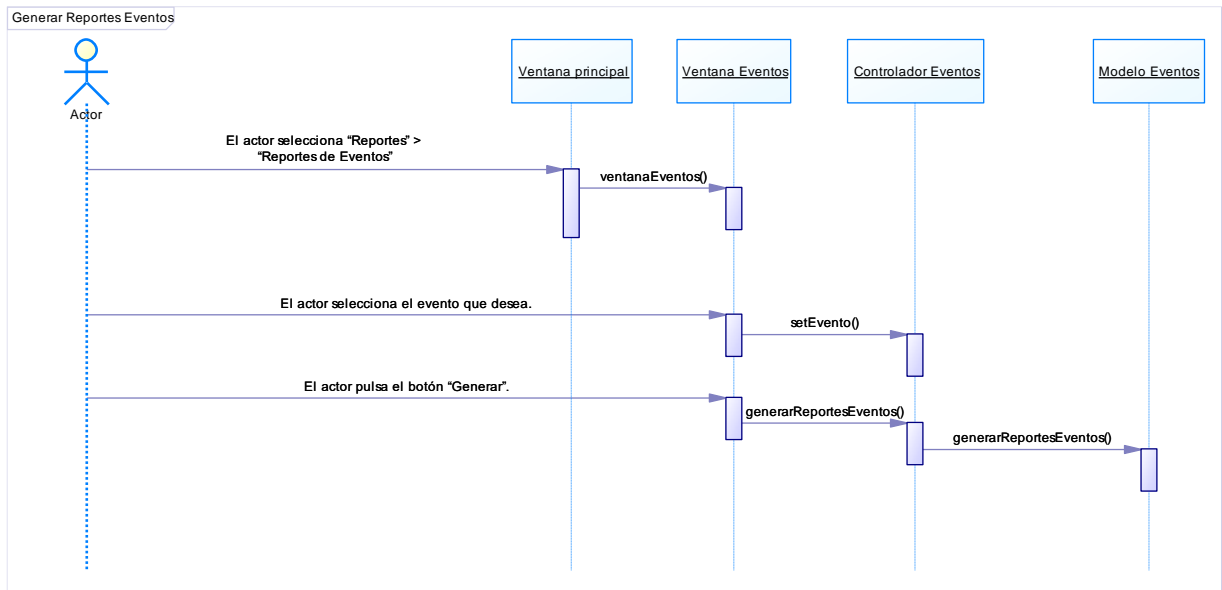 Generar Reportes Eventos
Actor
Ventana principal
Ventana Eventos
Controlador Eventos
Modelo Eventos
El actor selecciona “Reportes” >
“Reportes de Eventos”
ventanaEventos()
El actor selecciona el evento que desea.
setEvento()
El actor pulsa el botón “Generar”.
generarReportesEventos()
generarReportesEventos()